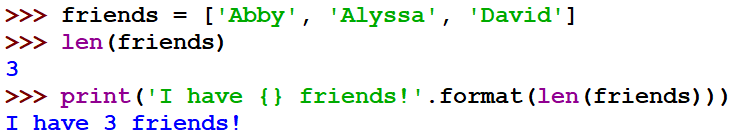 >>> friends = ['Abby', 'Alyssa', 'David']
>>> len(friends)
3
>>> print('I have {} friends!'.format(len(friends)))
I have 3 friends!